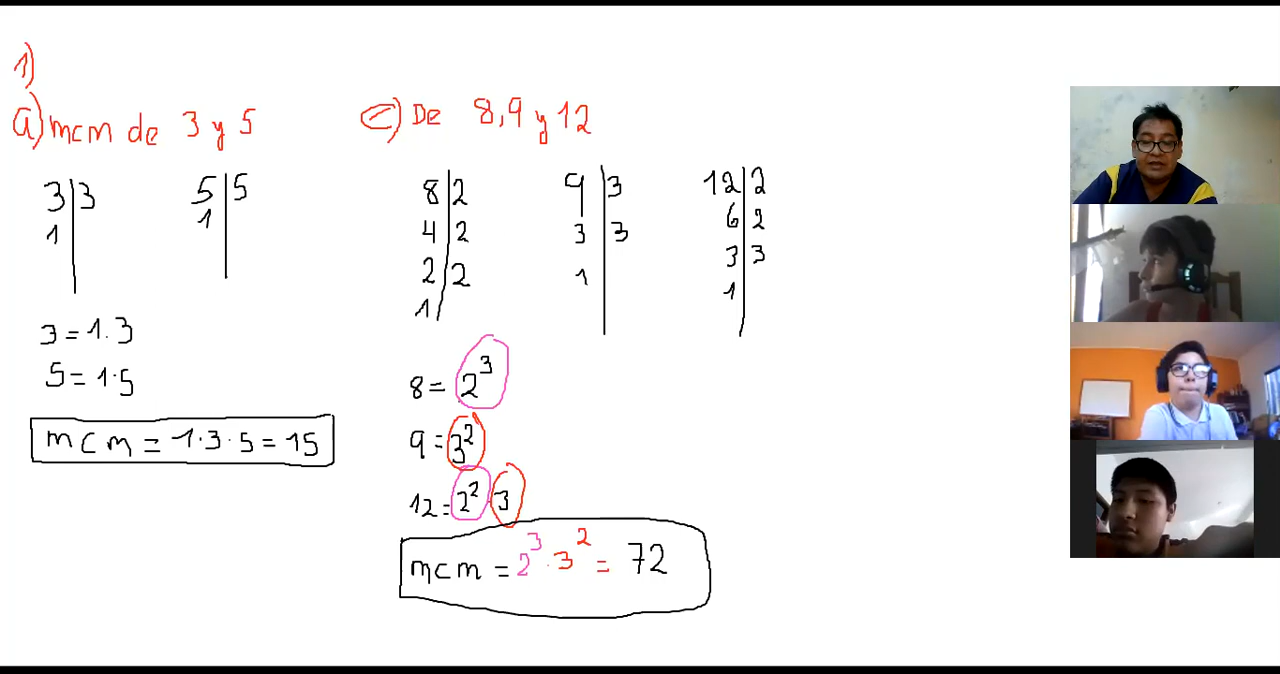 1)
a) mcm de 3 y 5
3 | 3
1
5 | 5
1
3 = 1.3
5 = 1.5
mcm = 1.3.5 = 15
c) De 8,9 y 12
8 | 2
4 | 2
2 | 2
1
9 | 3
3 | 3
1
12 | 2
6 | 2
3 | 3
1
8 = 2³
9 = 3²
12 = 2² 3
mcm = 2³ . 3² = 72